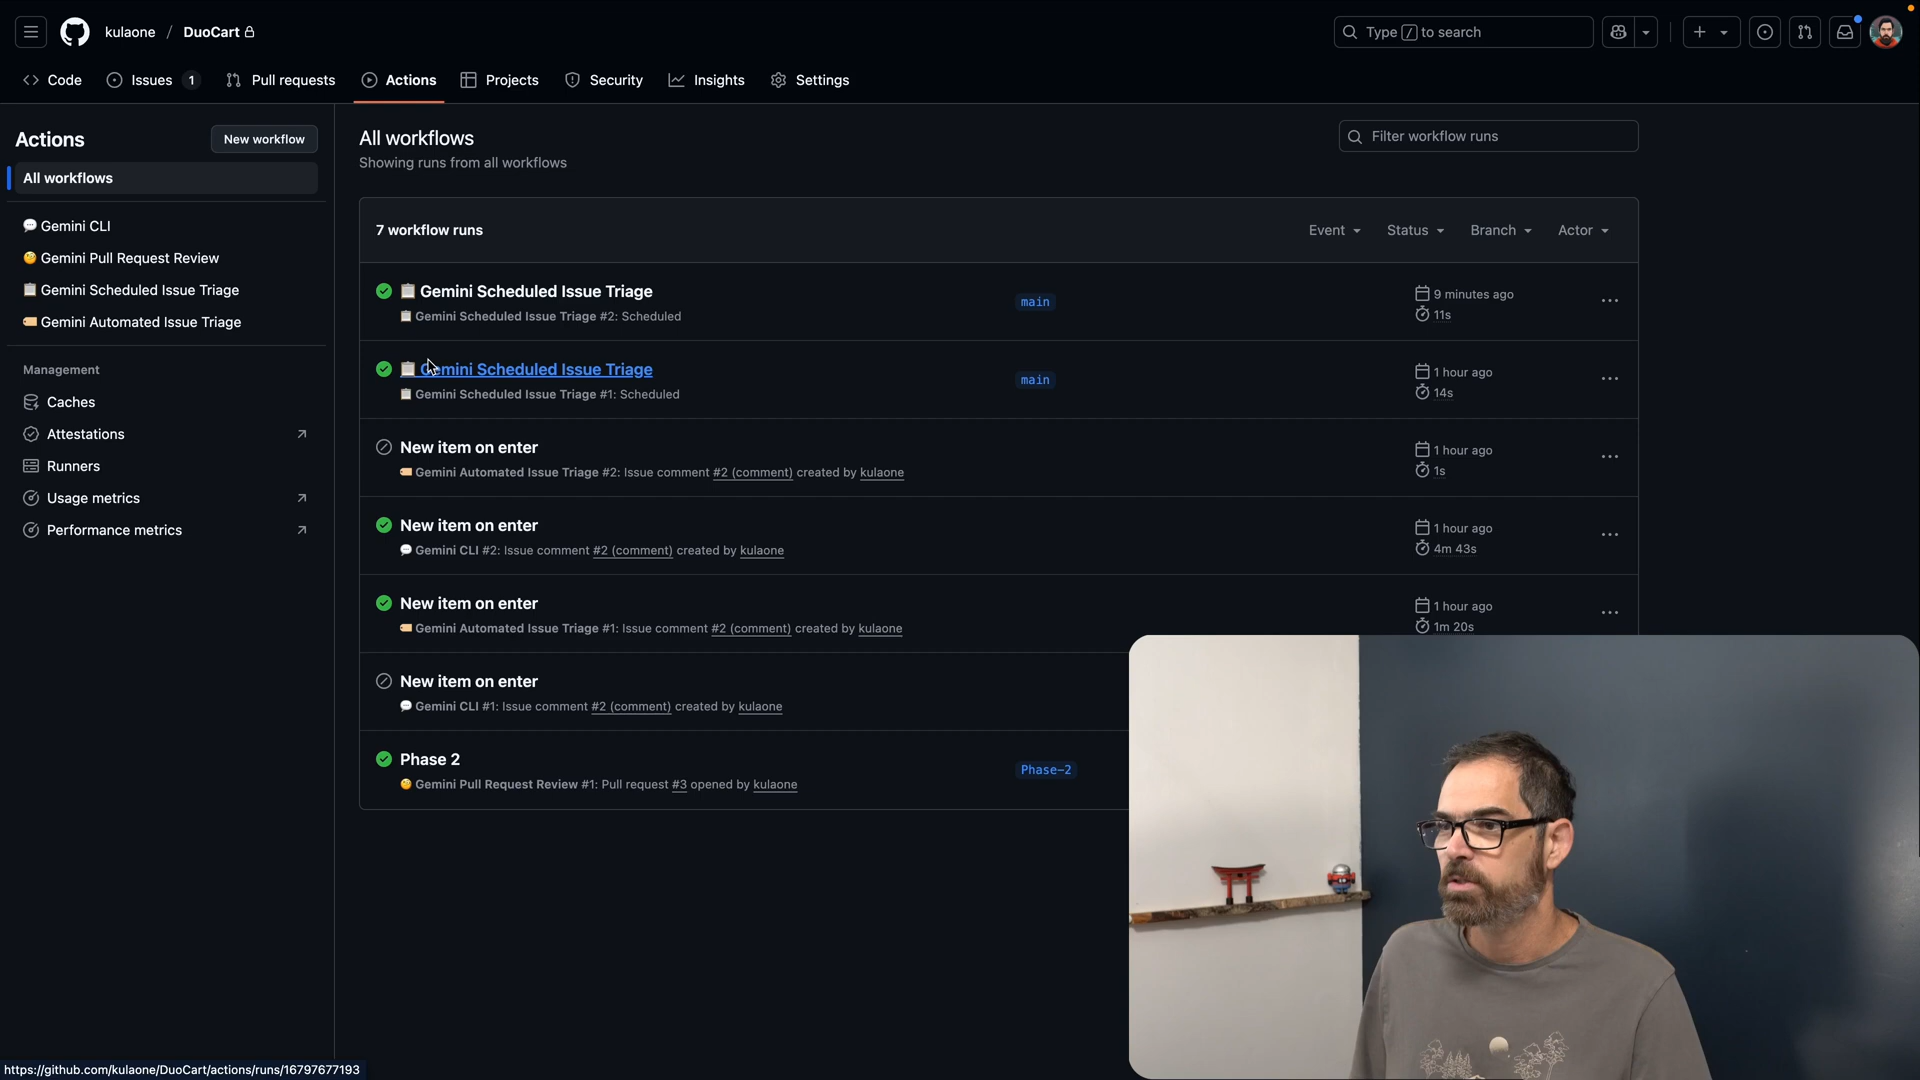 kulaone / DuoCart
Type / to search
Code
Issues 1
Pull requests
Actions
Projects
Security
Insights
Settings
Actions
New workflow
All workflows
Gemini CLI
Gemini Pull Request Review
Gemini Scheduled Issue Triage
Gemini Automated Issue Triage
Management
Caches
Attestations
Runners
Usage metrics
Performance metrics
All workflows
Showing runs from all workflows
Filter workflow runs
7 workflow runs
Event
Status
Branch
Actor
Gemini Scheduled Issue Triage
Gemini Scheduled Issue Triage #2: Scheduled
main
9 minutes ago
11s
Gemini Scheduled Issue Triage
Gemini Scheduled Issue Triage #1: Scheduled
main
1 hour ago
14s
New item on enter
Gemini Automated Issue Triage #2: Issue comment #2 (comment) created by kulaone
1 hour ago
1s
New item on enter
Gemini CLI #2: Issue comment #2 (comment) created by kulaone
1 hour ago
4m 43s
New item on enter
Gemini Automated Issue Triage #1: Issue comment #2 (comment) created by kulaone
1 hour ago
1m 20s
New item on enter
Gemini CLI #1: Issue comment #2 (comment) created by kulaone
Phase 2
Gemini Pull Request Review #1: Pull request #3 opened by kulaone
Phase-2
https://github.com/kulaone/DuoCart/actions/runs/16797677193